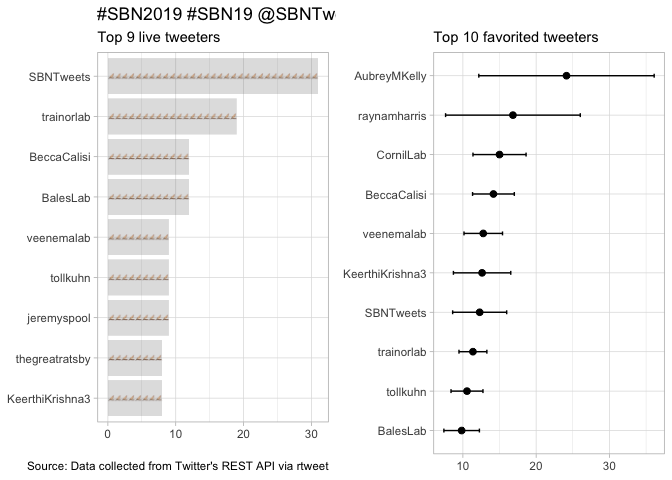 #SBN2019 #SBN19 @SBNTw
Top 9 live tweeters
SBNTweets
trainorlab
BeccaCalisi
BalesLab
veenemalab
tollkuhn
jeremyspool
thegreatratsby
KeerthiKrishna3
0 10 20 30
Source: Data collected from Twitter's REST API via rtweet
Top 10 favorited tweeters
AubreyMKelly
raynamharris
CornilLab
BeccaCalisi
veenemalab
KeerthiKrishna3
SBNTweets
trainorlab
tollkuhn
BalesLab
10 20 30